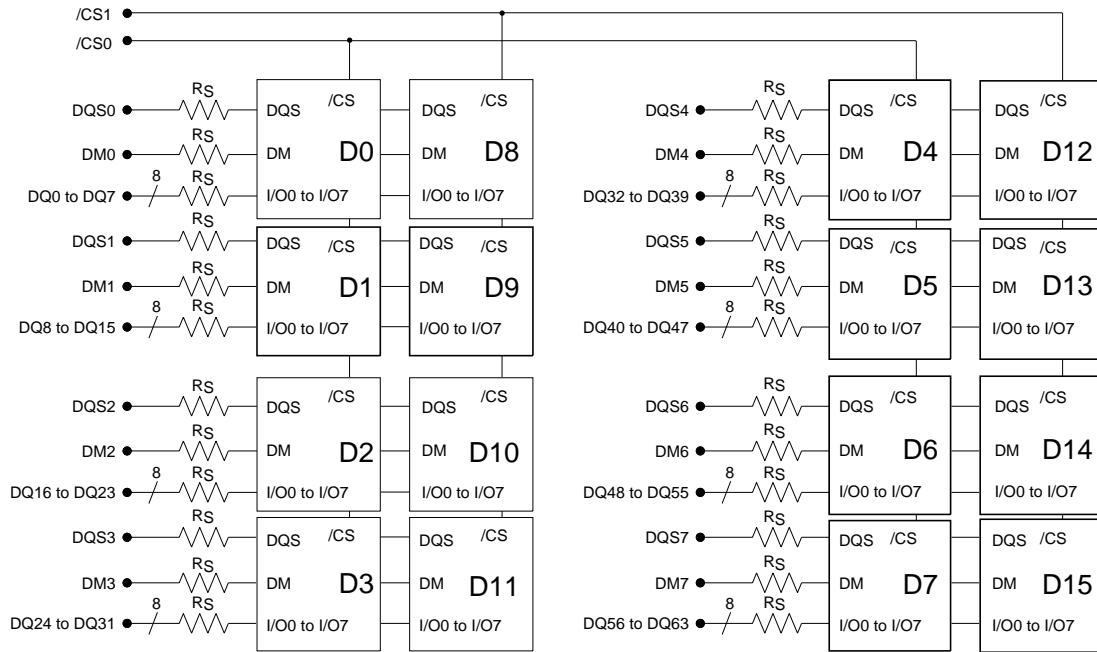 /CS1
/CS0
RS
DQS0
DQS
/CS
DQS
/CS
RS
DM0
DM
D0
DM
D8
8
RS
DQ0 to DQ7
I/O0 to I/O7
I/O0 to I/O7
RS
DQS1
DQS
/CS
DQS
/CS
RS
DM1
DM
D1
DM
D9
8
RS
DQ8 to DQ15
I/O0 to I/O7
I/O0 to I/O7
RS
DQS2
DQS
/CS
DQS
/CS
RS
DM2
DM
D2
DM
D10
8
RS
DQ16 to DQ23
I/O0 to I/O7
I/O0 to I/O7
RS
DQS3
DQS
/CS
DQS
/CS
RS
DM3
DM
D3
DM
D11
8
RS
DQ24 to DQ31
I/O0 to I/O7
I/O0 to I/O7
RS
DQS4
DQS
/CS
DQS
/CS
RS
DM4
DM
D4
DM
D12
8
RS
DQ32 to DQ39
I/O0 to I/O7
I/O0 to I/O7
RS
DQS5
DQS
/CS
DQS
/CS
RS
DM5
DM
D5
DM
D13
8
RS
DQ40 to DQ47
I/O0 to I/O7
I/O0 to I/O7
RS
DQS6
DQS
/CS
DQS
/CS
RS
DM6
DM
D6
DM
D14
8
RS
DQ48 to DQ55
I/O0 to I/O7
I/O0 to I/O7
RS
DQS7
DQS
/CS
DQS
/CS
RS
DM7
DM
D7
DM
D15
8
RS
DQ56 to DQ63
I/O0 to I/O7
I/O0 to I/O7